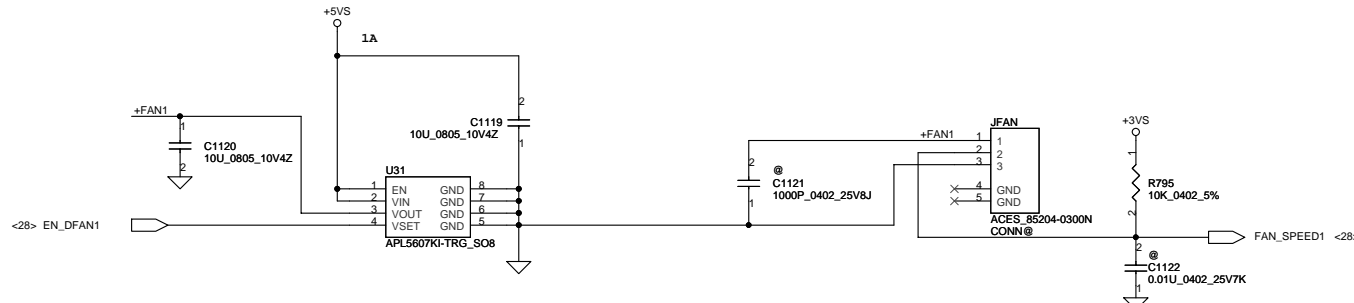 +5VS
1A
+FAN1
1
C1120
10U_0805_10V4Z
2
2
C1119
10U_0805_10V4Z
1
U31
1 EN GND 8
2 VIN GND 7
3 VOUT GND 6
4 VSET GND 5
APL5607KI-TRG_SO8
<28> EN_DFAN1
+FAN1
2
@
C1121
1000P_0402_25V8J
1
JFAN
1 1
2 2
3 3
4 GND
5 GND
ACES_85204-0300N
CONN@
+3VS
1
R795
10K_0402_5%
2
FAN_SPEED1 <28
2
@
C1122
0.01U_0402_25V7K
1